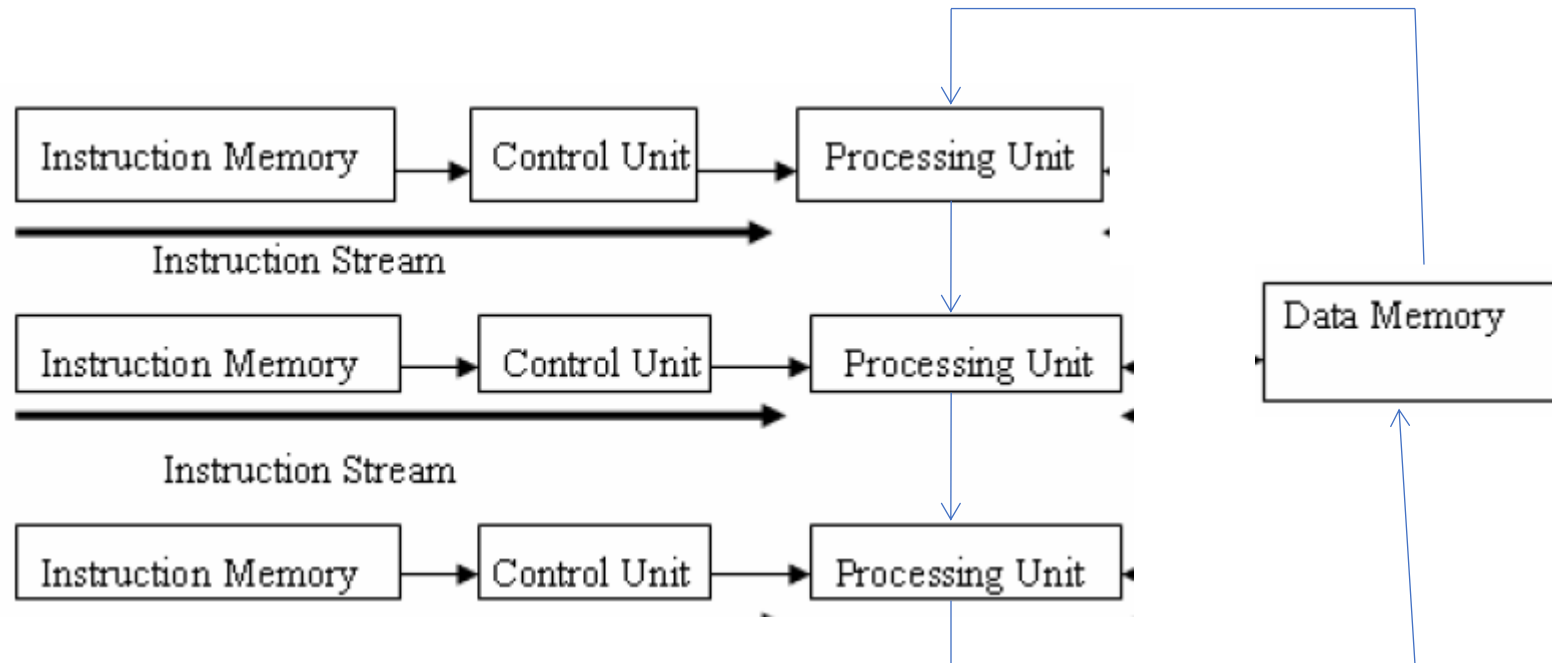 Instruction Memory
Control Unit
Processing Unit
Instruction Stream
Data Memory
Instruction Memory
Control Unit
Processing Unit
Instruction Stream
Instruction Memory
Control Unit
Processing Unit